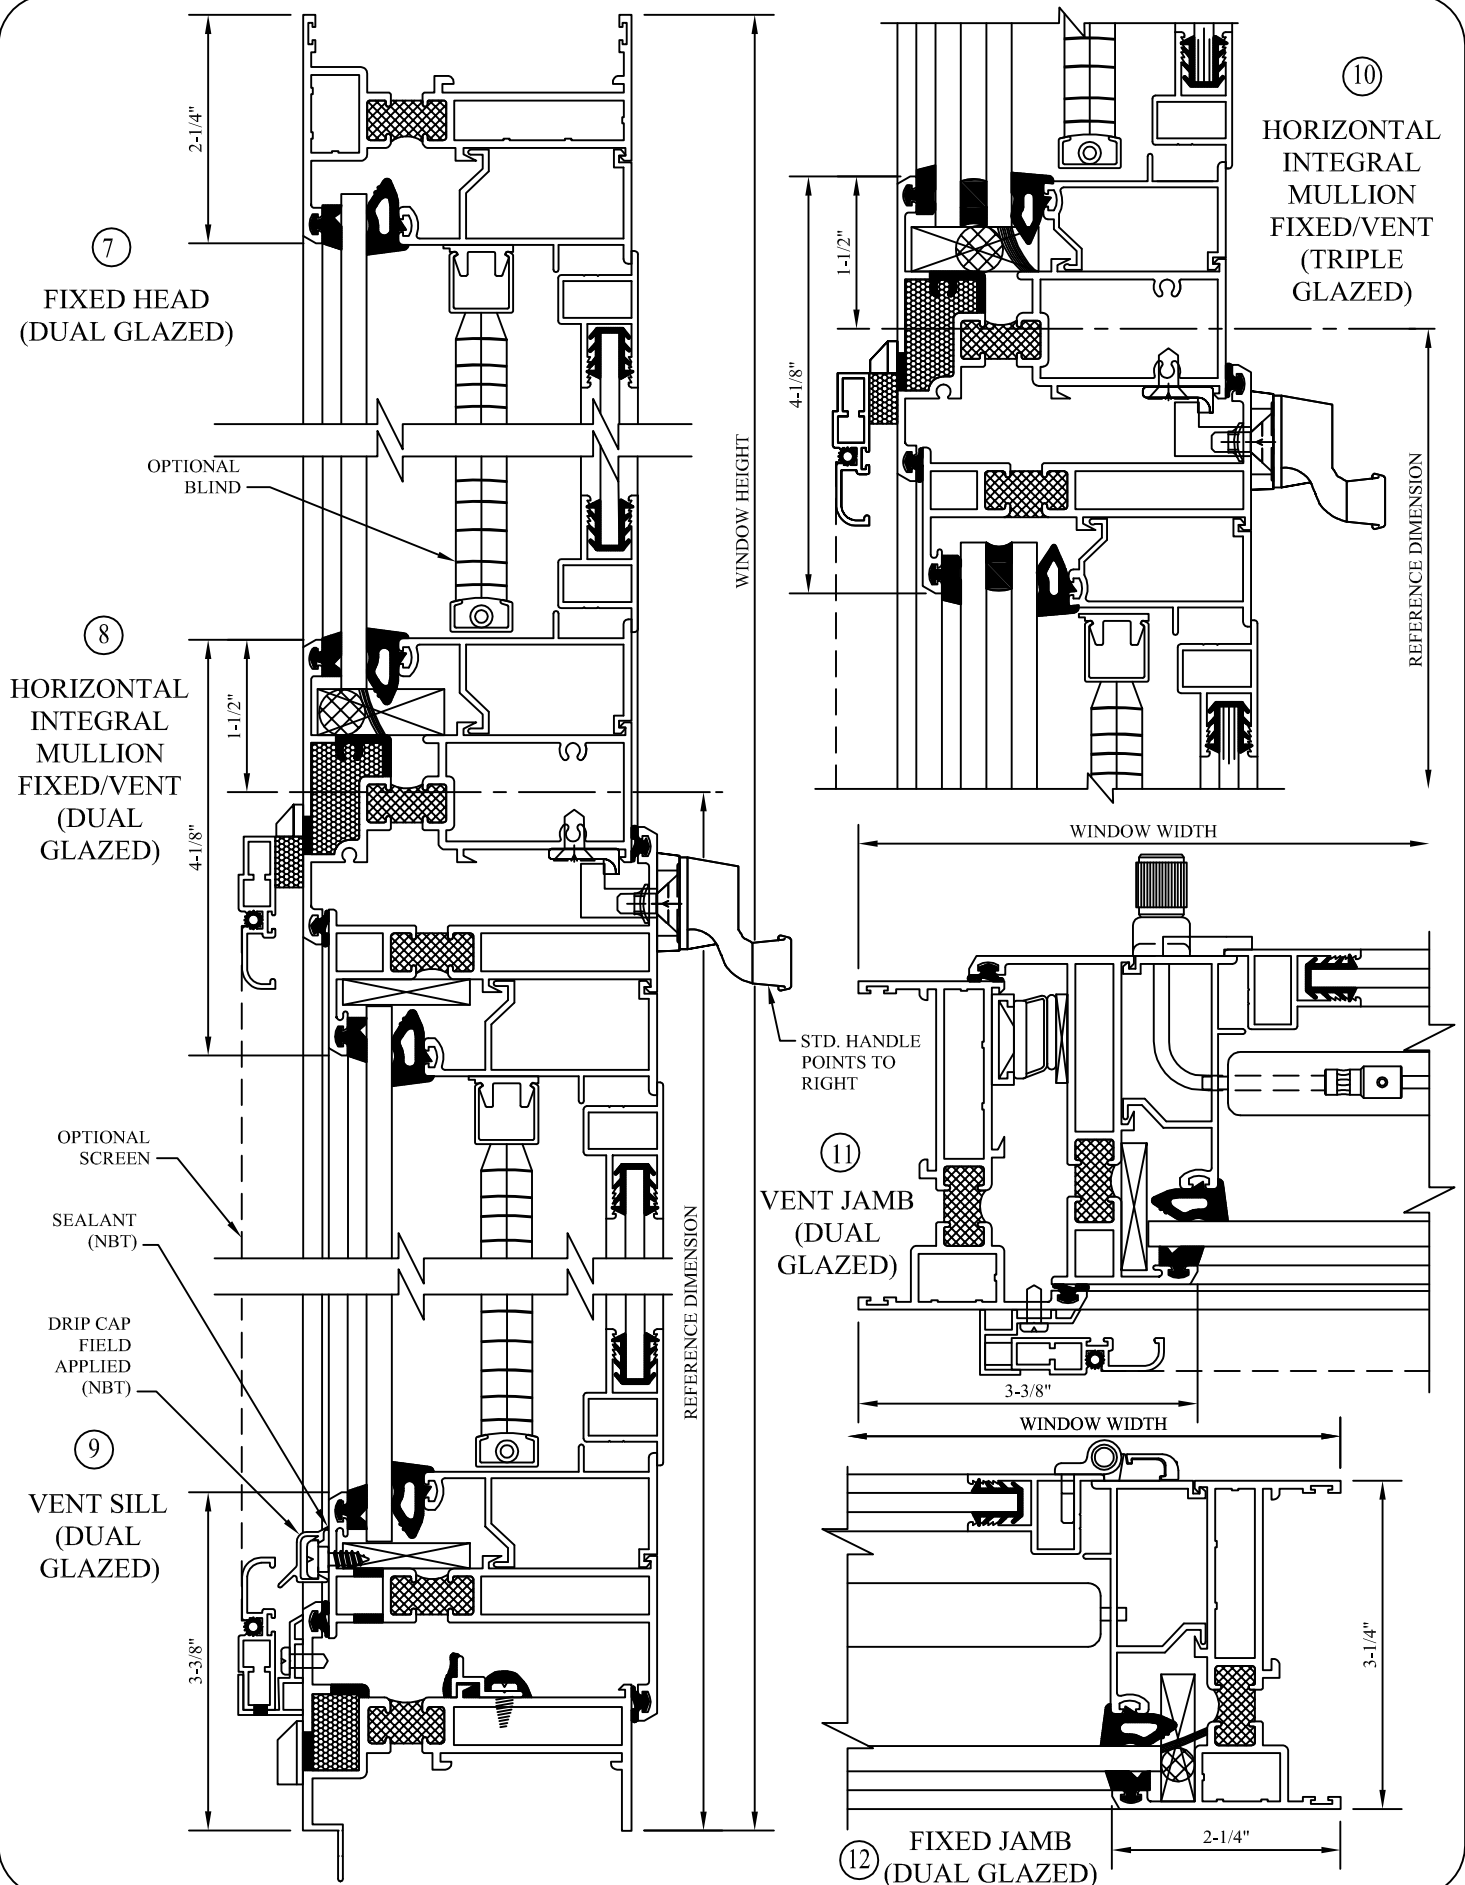 2-1/4"
7
FIXED HEAD
(DUAL GLAZED)
OPTIONAL
BLIND
WINDOW HEIGHT
8
HORIZONTAL
INTEGRAL
MULLION
FIXED/VENT
(DUAL
GLAZED)
1-1/2"
4-1/8"
STD. HANDLE
POINTS TO
RIGHT
OPTIONAL
SCREEN
SEALANT
(NBT)
DRIP CAP
FIELD
APPLIED
(NBT)
REFERENCE DIMENSION
9
VENT SILL
(DUAL
GLAZED)
3-3/8"
10
HORIZONTAL
INTEGRAL
MULLION
FIXED/VENT
(TRIPLE
GLAZED)
1-1/2"
4-1/8"
REFERENCE DIMENSION
WINDOW WIDTH
11
VENT JAMB
(DUAL
GLAZED)
3-3/8"
WINDOW WIDTH
3-1/4"
2-1/4"
12
FIXED JAMB
(DUAL GLAZED)